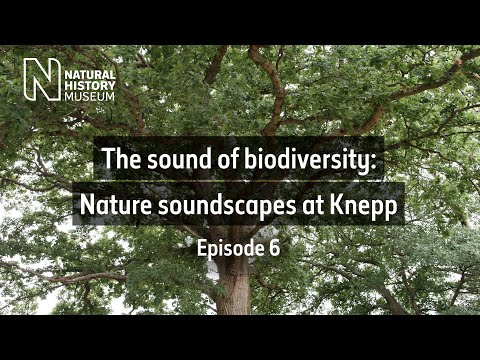 N
NATURAL
HISTORY
MUSEUM
The sound of biodiversity:
Nature soundscapes at Knepp
Episode 6